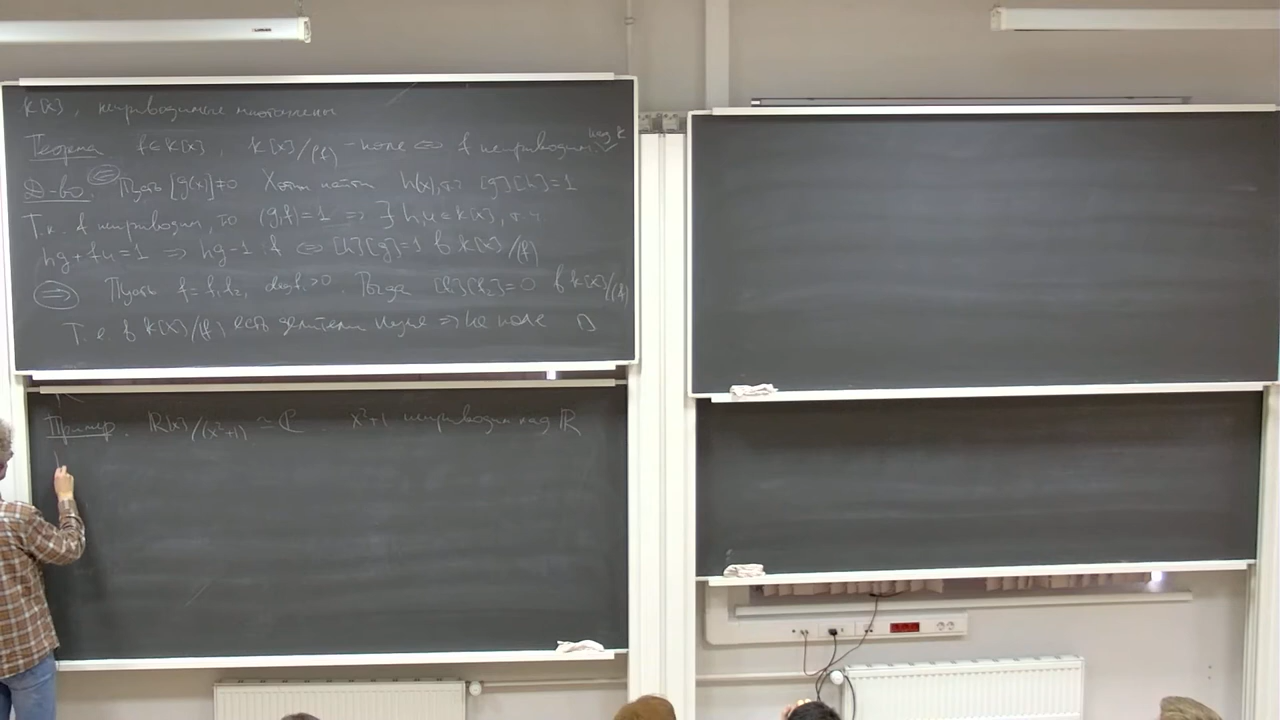 K[x], неприводимые многочлены
Теорема f∈K[x], K[x]/(f) - поле ⇔ f неприводим над K
Д-во. ⇐ Пусть [g(x)]≠0 Хотим найти h(x), т.ч. [g][h]=1
Т.к. f неприводим, то (g,f)=1 ⇒ ∃ h,u∈K[x], т.ч.
hg+fu=1 ⇒ hg-1 ⋮ f ⇔ [h][g]=1 в K[x]/(f)
⇒ Пусть f=f₁f₂, deg fᵢ>0. Тогда [f₁][f₂]=0 в K[x]/(f)
Т.е. в K[x]/(f) есть делители нуля ⇒ не поле □
Пример. ℝ[x]/(x²+1) ≃ ℂ. x²+1 неприводим над ℝ